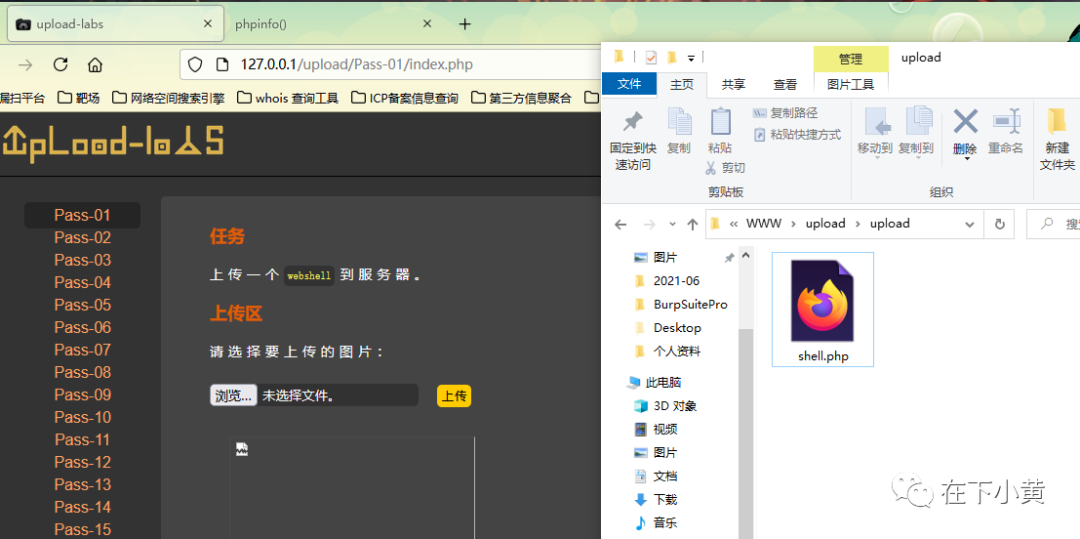 upload-labs
phpinfo()
127.0.0.1/upload/Pass-01/index.php
漏扫平台 靶场 网络空间搜索引擎 whois 查询工具 ICP备案信息查询 第三方信息聚合
UpLoad-labS
Pass-01
Pass-02
Pass-03
Pass-04
Pass-05
Pass-06
Pass-07
Pass-08
Pass-09
Pass-10
Pass-11
Pass-12
Pass-13
Pass-14
Pass-15
任务
上传一个 webshell 到服务器。
上传区
请选择要上传的图片：
浏览... 未选择文件。 上传
管理 upload
文件 主页 共享 查看 图片工具
固定到快速访问
复制
粘贴
复制路径
粘贴快捷方式
剪切
剪贴板
移动到
复制到
删除
重命名
组织
新建
文件夹
« WWW › upload › upload
图片
2021-06
BurpSuitePro
Desktop
个人资料
此电脑
3D 对象
视频
图片
文档
下载
音乐
shell.php
在下小黄